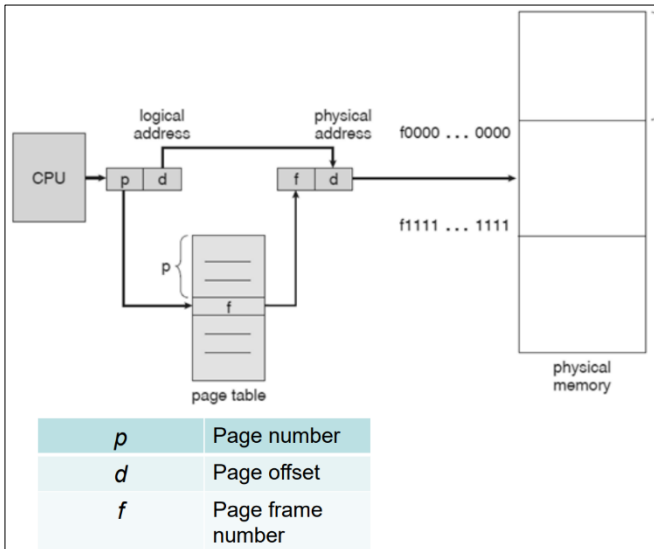 logical
address
physical
address
f0000 ... 0000
CPU
p d
f d
f1111 ... 1111
p
f
page table
physical
memory
p Page number
d Page offset
f Page frame
number